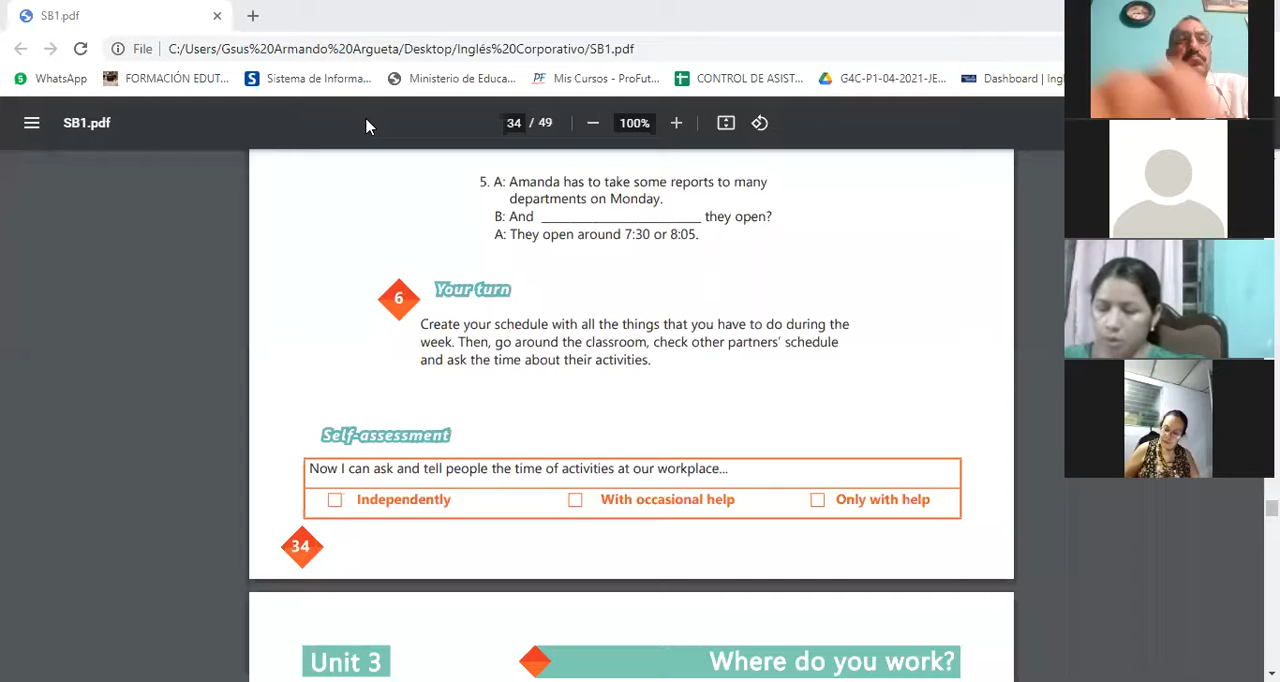 SB1.pdf
File
C:/Users/Gsus%20Armando%20Argueta/Desktop/Inglés%20Corporativo/SB1.pdf
WhatsApp
FORMACIÓN EDUT...
Sistema de Informa...
Ministerio de Educa...
Mis Cursos - ProFut...
CONTROL DE ASIST...
G4C-P1-04-2021-JE...
Dashboard | Ingl
SB1.pdf
34 / 49
100%
5. A: Amanda has to take some reports to many
departments on Monday.
B: And ____________________ they open?
A: They open around 7:30 or 8:05.
6
Your turn
Create your schedule with all the things that you have to do during the
week. Then, go around the classroom, check other partners' schedule
and ask the time about their activities.
Self-assessment
Now I can ask and tell people the time of activities at our workplace...
Independently
With occasional help
Only with help
34
Unit 3
Where do you work?